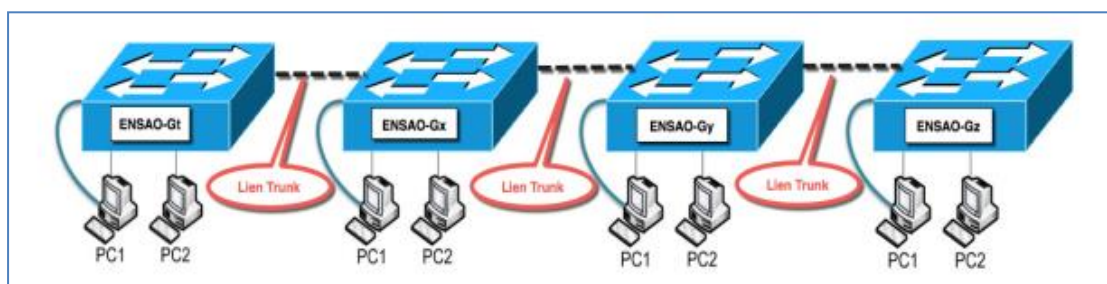 ENSAO-Gt
ENSAO-Gx
ENSAO-Gy
ENSAO-Gz
Lien Trunk
Lien Trunk
Lien Trunk
PC1
PC2
PC1
PC2
PC1
PC2
PC1
PC2